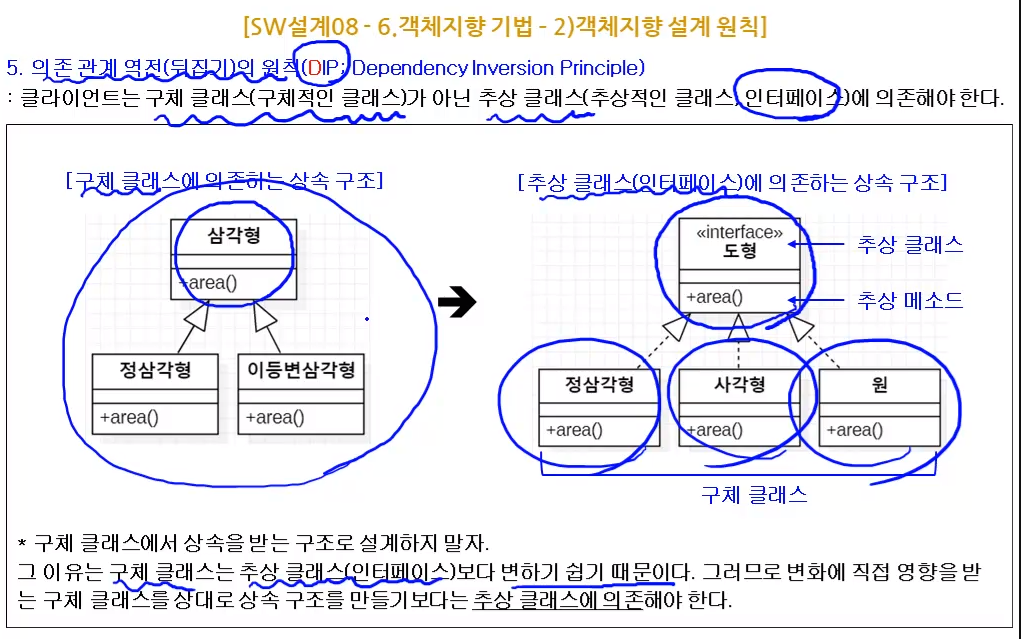 [SW설계08 - 6.객체지향 기법 - 2)객체지향 설계 원칙]
5. 의존 관계 역전(뒤집기)의 원칙(DIP; Dependency Inversion Principle)
: 클라이언트는 구체 클래스(구체적인 클래스)가 아닌 추상 클래스(추상적인 클래스, 인터페이스)에 의존해야 한다.
[구체 클래스에 의존하는 상속 구조]
삼각형
+area()
정삼각형
+area()
이등변삼각형
+area()
[추상 클래스(인터페이스)에 의존하는 상속 구조]
«interface»
도형
추상 클래스
+area()
추상 메소드
정삼각형
+area()
사각형
+area()
원
+area()
구체 클래스
* 구체 클래스에서 상속을 받는 구조로 설계하지 말자.
그 이유는 구체 클래스는 추상 클래스(인터페이스)보다 변하기 쉽기 때문이다. 그러므로 변화에 직접 영향을 받
는 구체 클래스를 상대로 상속 구조를 만들기보다는 추상 클래스에 의존해야 한다.